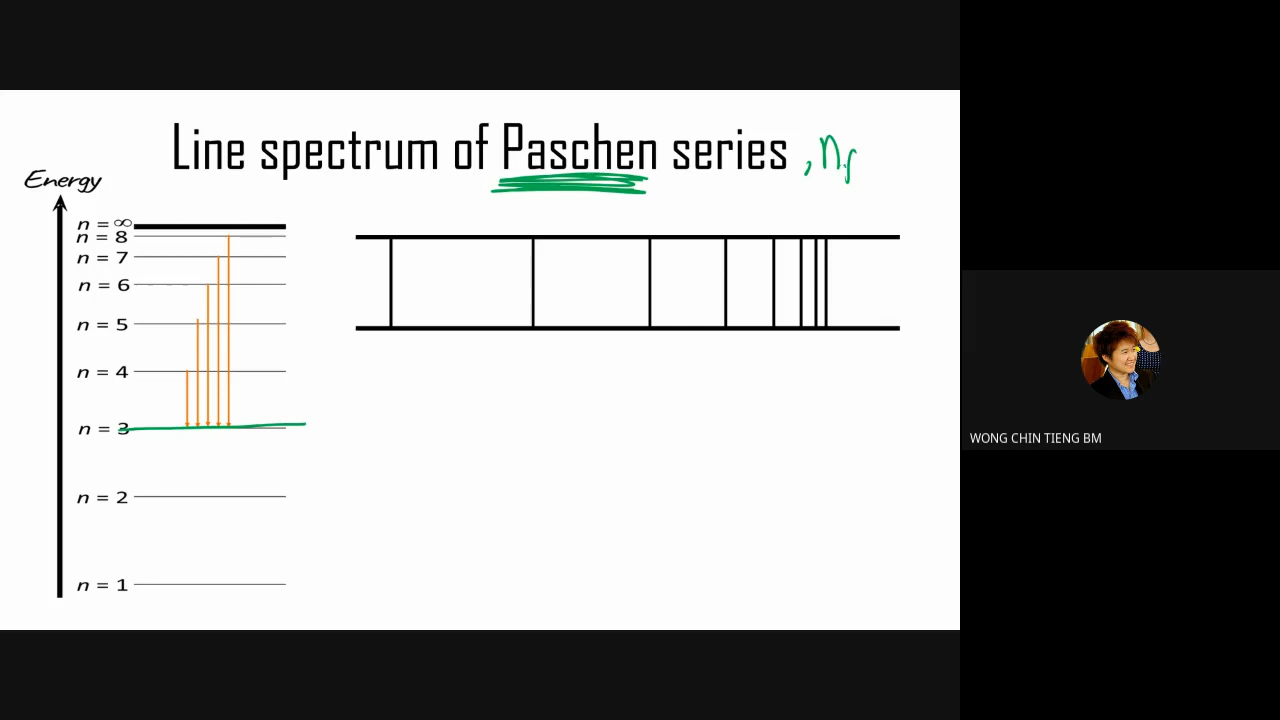 Line spectrum of Paschen series , nf
Energy
n = ∞
n = 8
n = 7
n = 6
n = 5
n = 4
n = 3
n = 2
n = 1
WONG CHIN TIENG BM